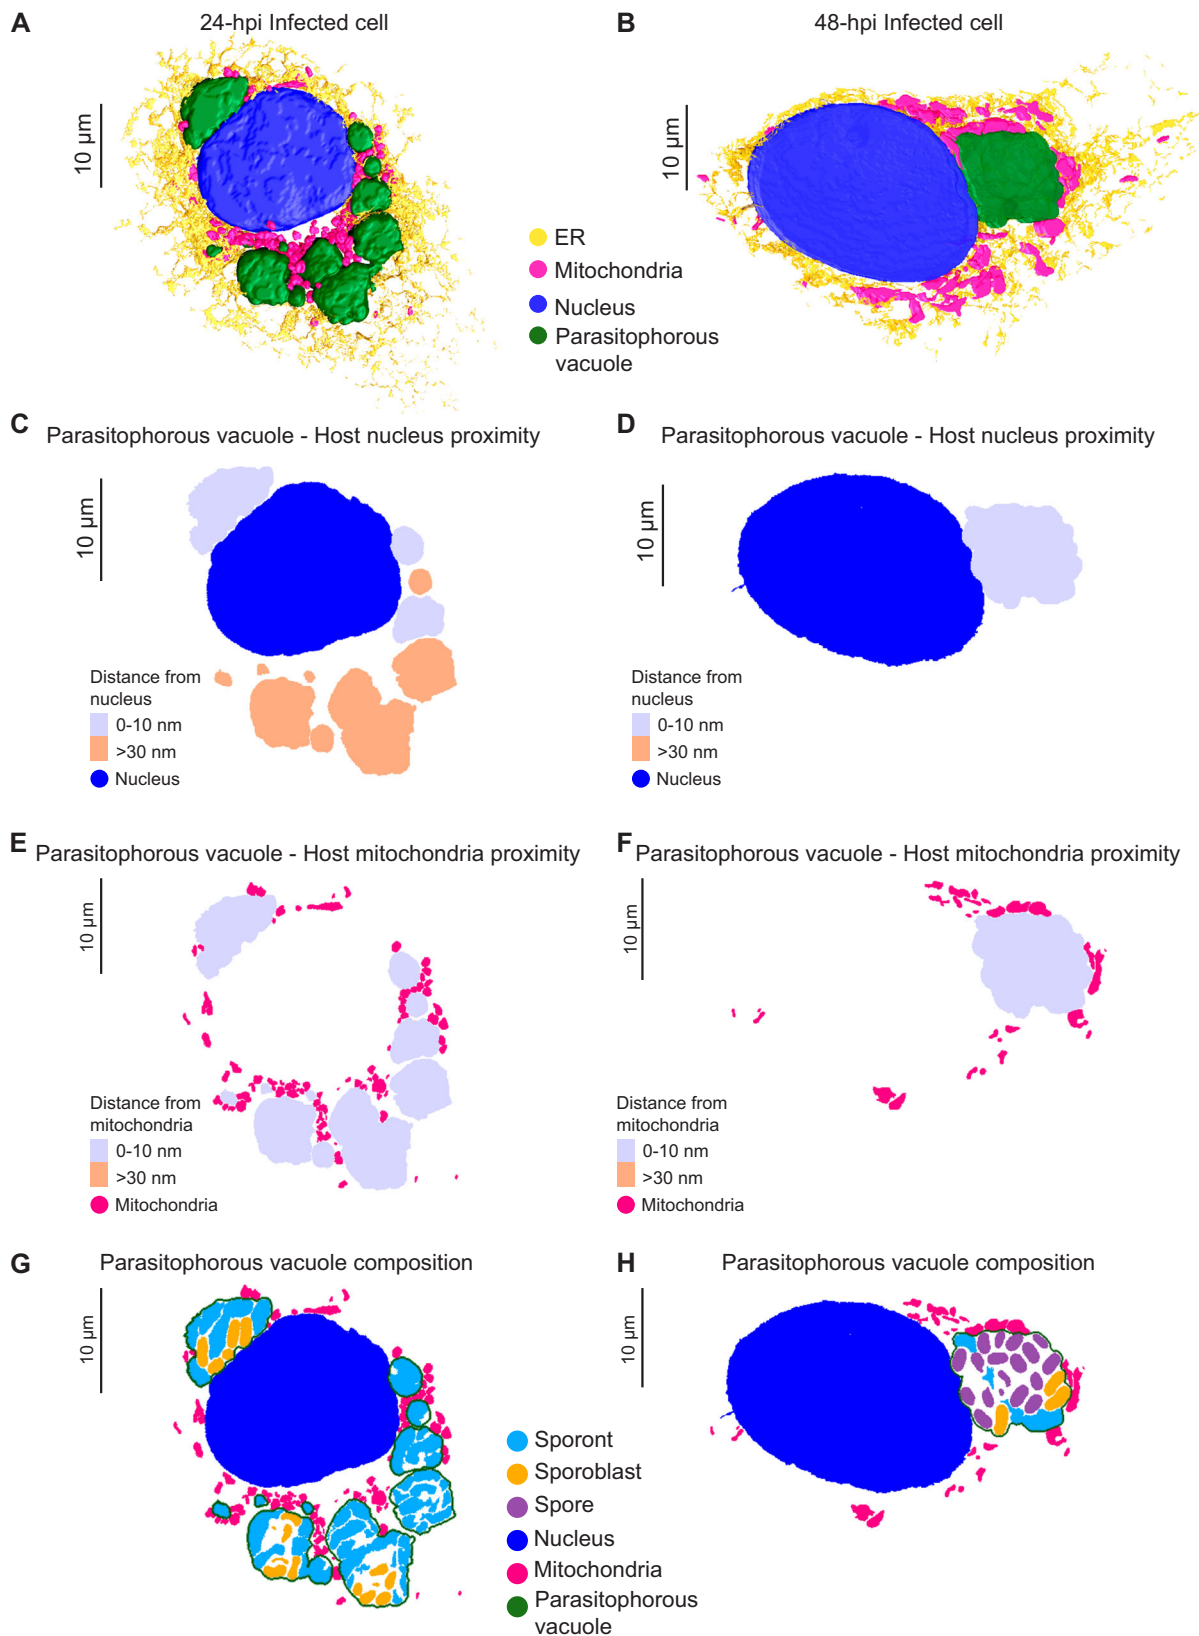 A
24-hpi Infected cell
10 µm
B
48-hpi Infected cell
10 µm
ER
Mitochondria
Nucleus
Parasitophorous
vacuole
C
Parasitophorous vacuole - Host nucleus proximity
10 µm
Distance from
nucleus
0-10 nm
>30 nm
Nucleus
D
Parasitophorous vacuole - Host nucleus proximity
10 µm
Distance from
nucleus
0-10 nm
>30 nm
Nucleus
E
Parasitophorous vacuole - Host mitochondria proximity
10 µm
Distance from
mitochondria
0-10 nm
>30 nm
Mitochondria
F
Parasitophorous vacuole - Host mitochondria proximity
10 µm
Distance from
mitochondria
0-10 nm
>30 nm
Mitochondria
G
Parasitophorous vacuole composition
10 µm
H
Parasitophorous vacuole composition
10 µm
Sporont
Sporoblast
Spore
Nucleus
Mitochondria
Parasitophorous
vacuole